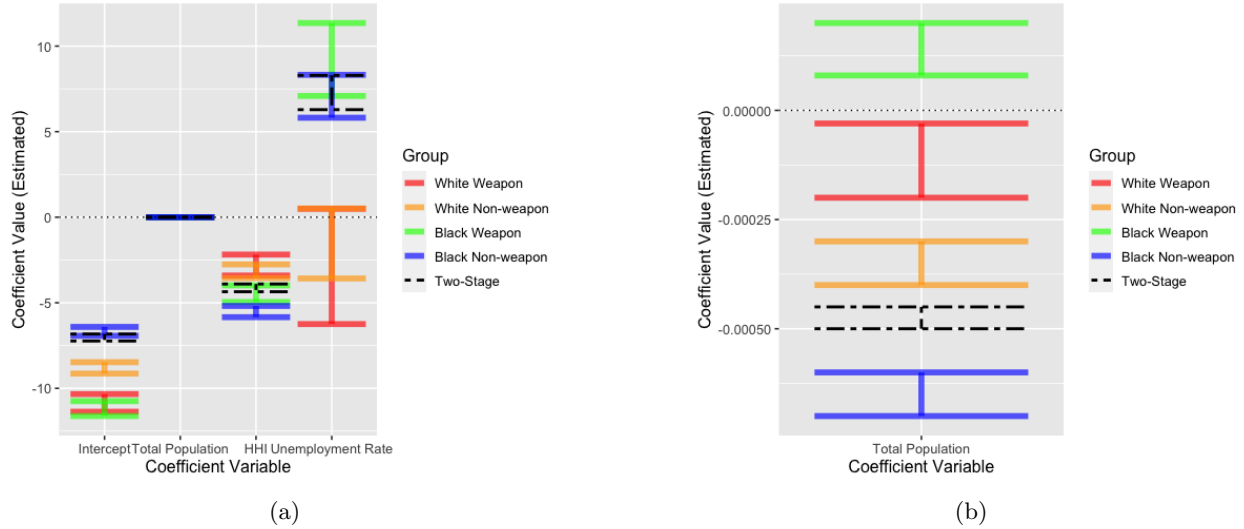 Coefficient Value (Estimated)
10
5
0
-5
-10
Intercept Total Population HHI Unemployment Rate
Coefficient Variable
Group
White Weapon
White Non-weapon
Black Weapon
Black Non-weapon
Two-Stage
(a)
Coefficient Value (Estimated)
0.00000
-0.00025
-0.00050
Total Population
Coefficient Variable
Group
White Weapon
White Non-weapon
Black Weapon
Black Non-weapon
Two-Stage
(b)